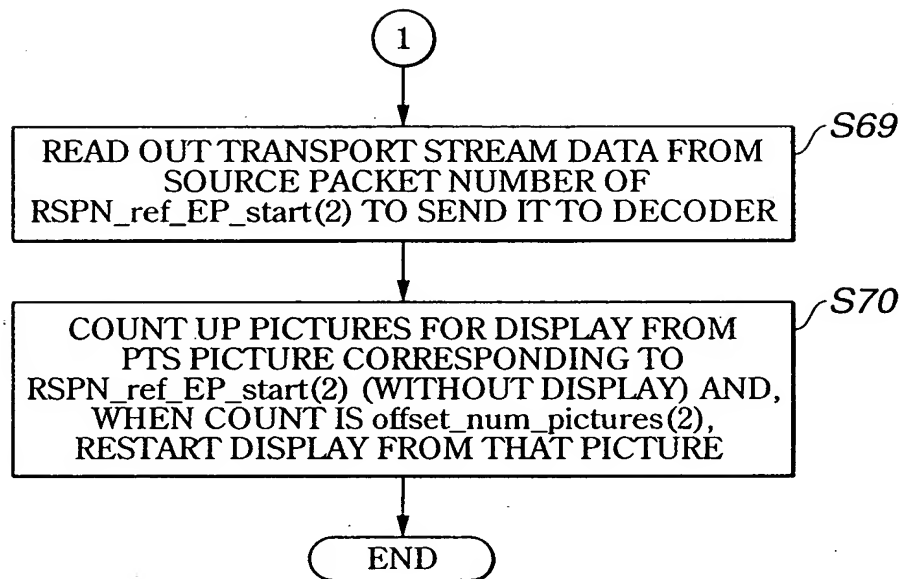 1
S69
READ OUT TRANSPORT STREAM DATA FROM
SOURCE PACKET NUMBER OF
RSPN_ref_EP_start(2) TO SEND IT TO DECODER
S70
COUNT UP PICTURES FOR DISPLAY FROM
PTS PICTURE CORRESPONDING TO
RSPN_ref_EP_start(2) (WITHOUT DISPLAY) AND,
WHEN COUNT IS offset_num_pictures(2),
RESTART DISPLAY FROM THAT PICTURE
END